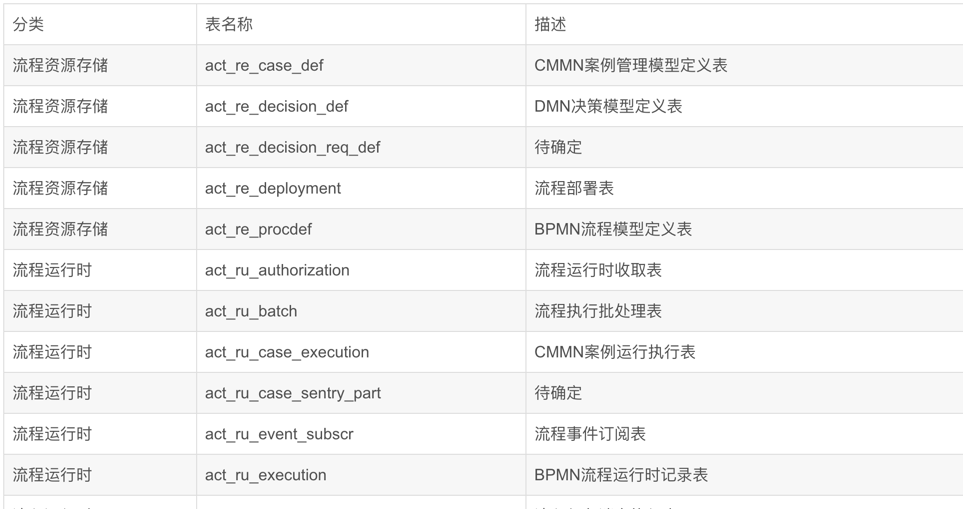 分类 表名称 描述
流程资源存储 act_re_case_def CMMN案例管理模型定义表
流程资源存储 act_re_decision_def DMN决策模型定义表
流程资源存储 act_re_decision_req_def 待确定
流程资源存储 act_re_deployment 流程部署表
流程资源存储 act_re_procdef BPMN流程模型定义表
流程运行时 act_ru_authorization 流程运行时收取表
流程运行时 act_ru_batch 流程执行批处理表
流程运行时 act_ru_case_execution CMMN案例运行执行表
流程运行时 act_ru_case_sentry_part 待确定
流程运行时 act_ru_event_subscr 流程事件订阅表
流程运行时 act_ru_execution BPMN流程运行时记录表